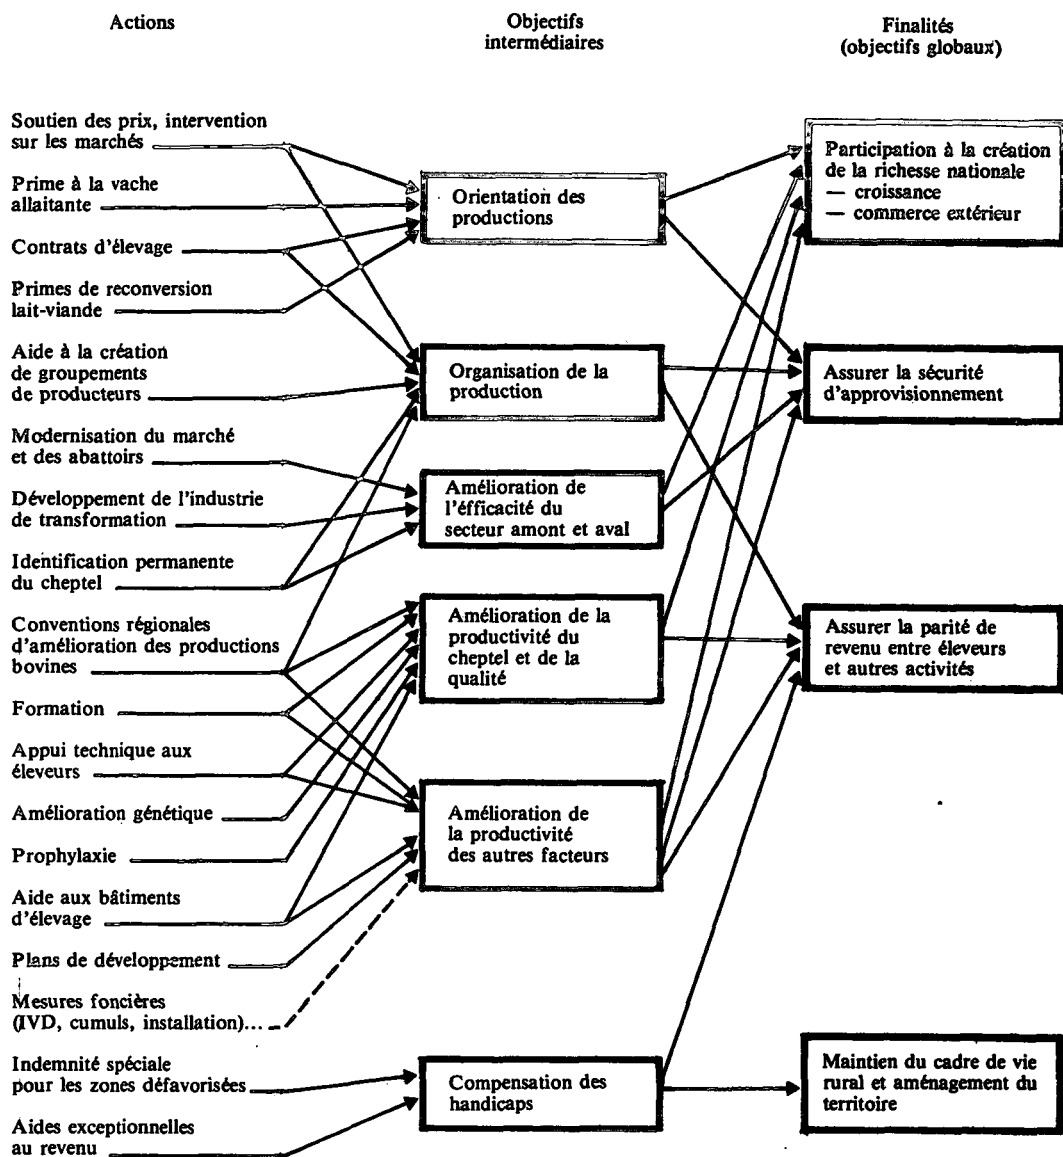 Actions
Objectifs
intermédiaires
Finalités
(objectifs globaux)
Soutien des prix, intervention
sur les marchés
Prime à la vache
allaitante
Contrats d'élevage
Primes de reconversion
lait-viande
Aide à la création
de groupements
de producteurs
Modernisation du marché
et des abattoirs
Développement de l'industrie
de transformation
Identification permanente
du cheptel
Conventions régionales
d'amélioration des productions
bovines
Formation
Appui technique aux
éleveurs
Amélioration génétique
Prophylaxie
Aide aux bâtiments
d'élevage
Plans de développement
Mesures foncières
(IVD, cumuls, installation)...
Indemnité spéciale
pour les zones défavorisées
Aides exceptionnelles
au revenu
Orientation des
productions
Organisation de la
production
Amélioration de
l'éfficacité du
secteur amont et aval
Amélioration de la
productivité du
cheptel et de la
qualité
Amélioration de
la productivité
des autres facteurs
Compensation des
handicaps
Participation à la création
de la richesse nationale
— croissance
— commerce extérieur
Assurer la sécurité
d'approvisionnement
Assurer la parité de
revenu entre éleveurs
et autres activités
Maintien du cadre de vie
rural et aménagement du
territoire